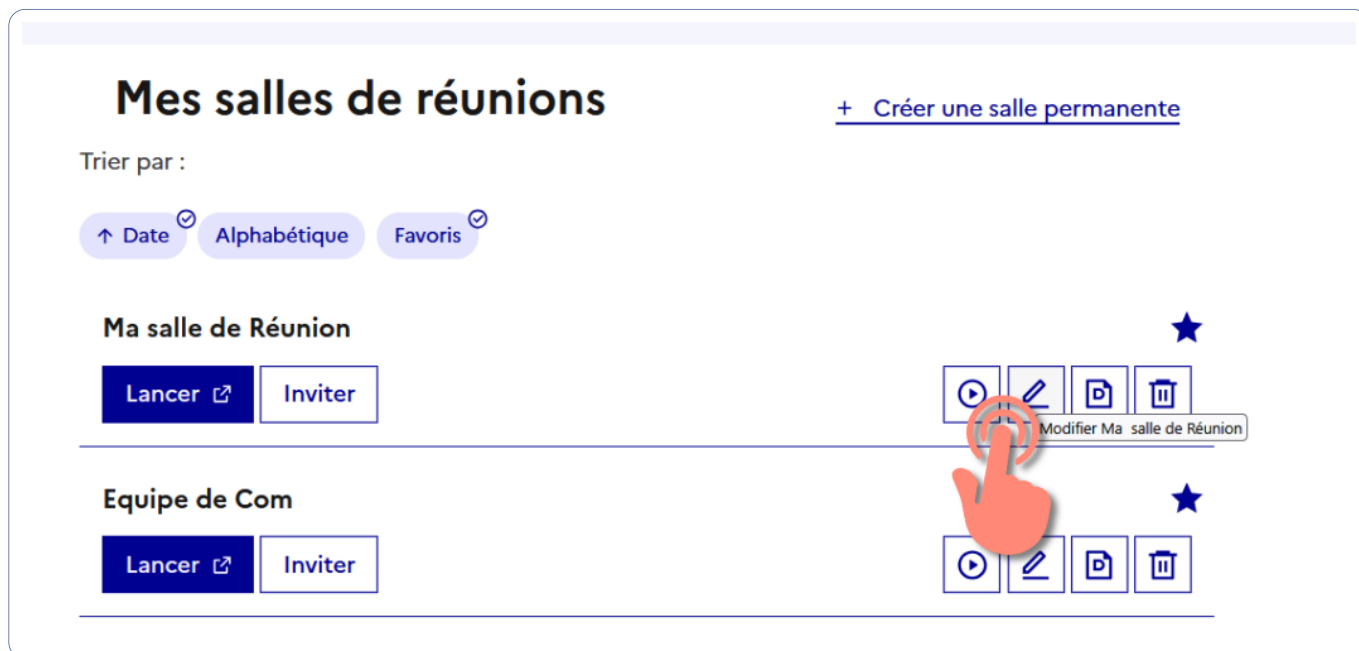 Mes salles de réunions
+ Créer une salle permanente
Trier par :
↑ Date
Alphabétique
Favoris
Ma salle de Réunion
Lancer
Inviter
D
Modifier Ma salle de Réunion
Equipe de Com
Lancer
Inviter
D